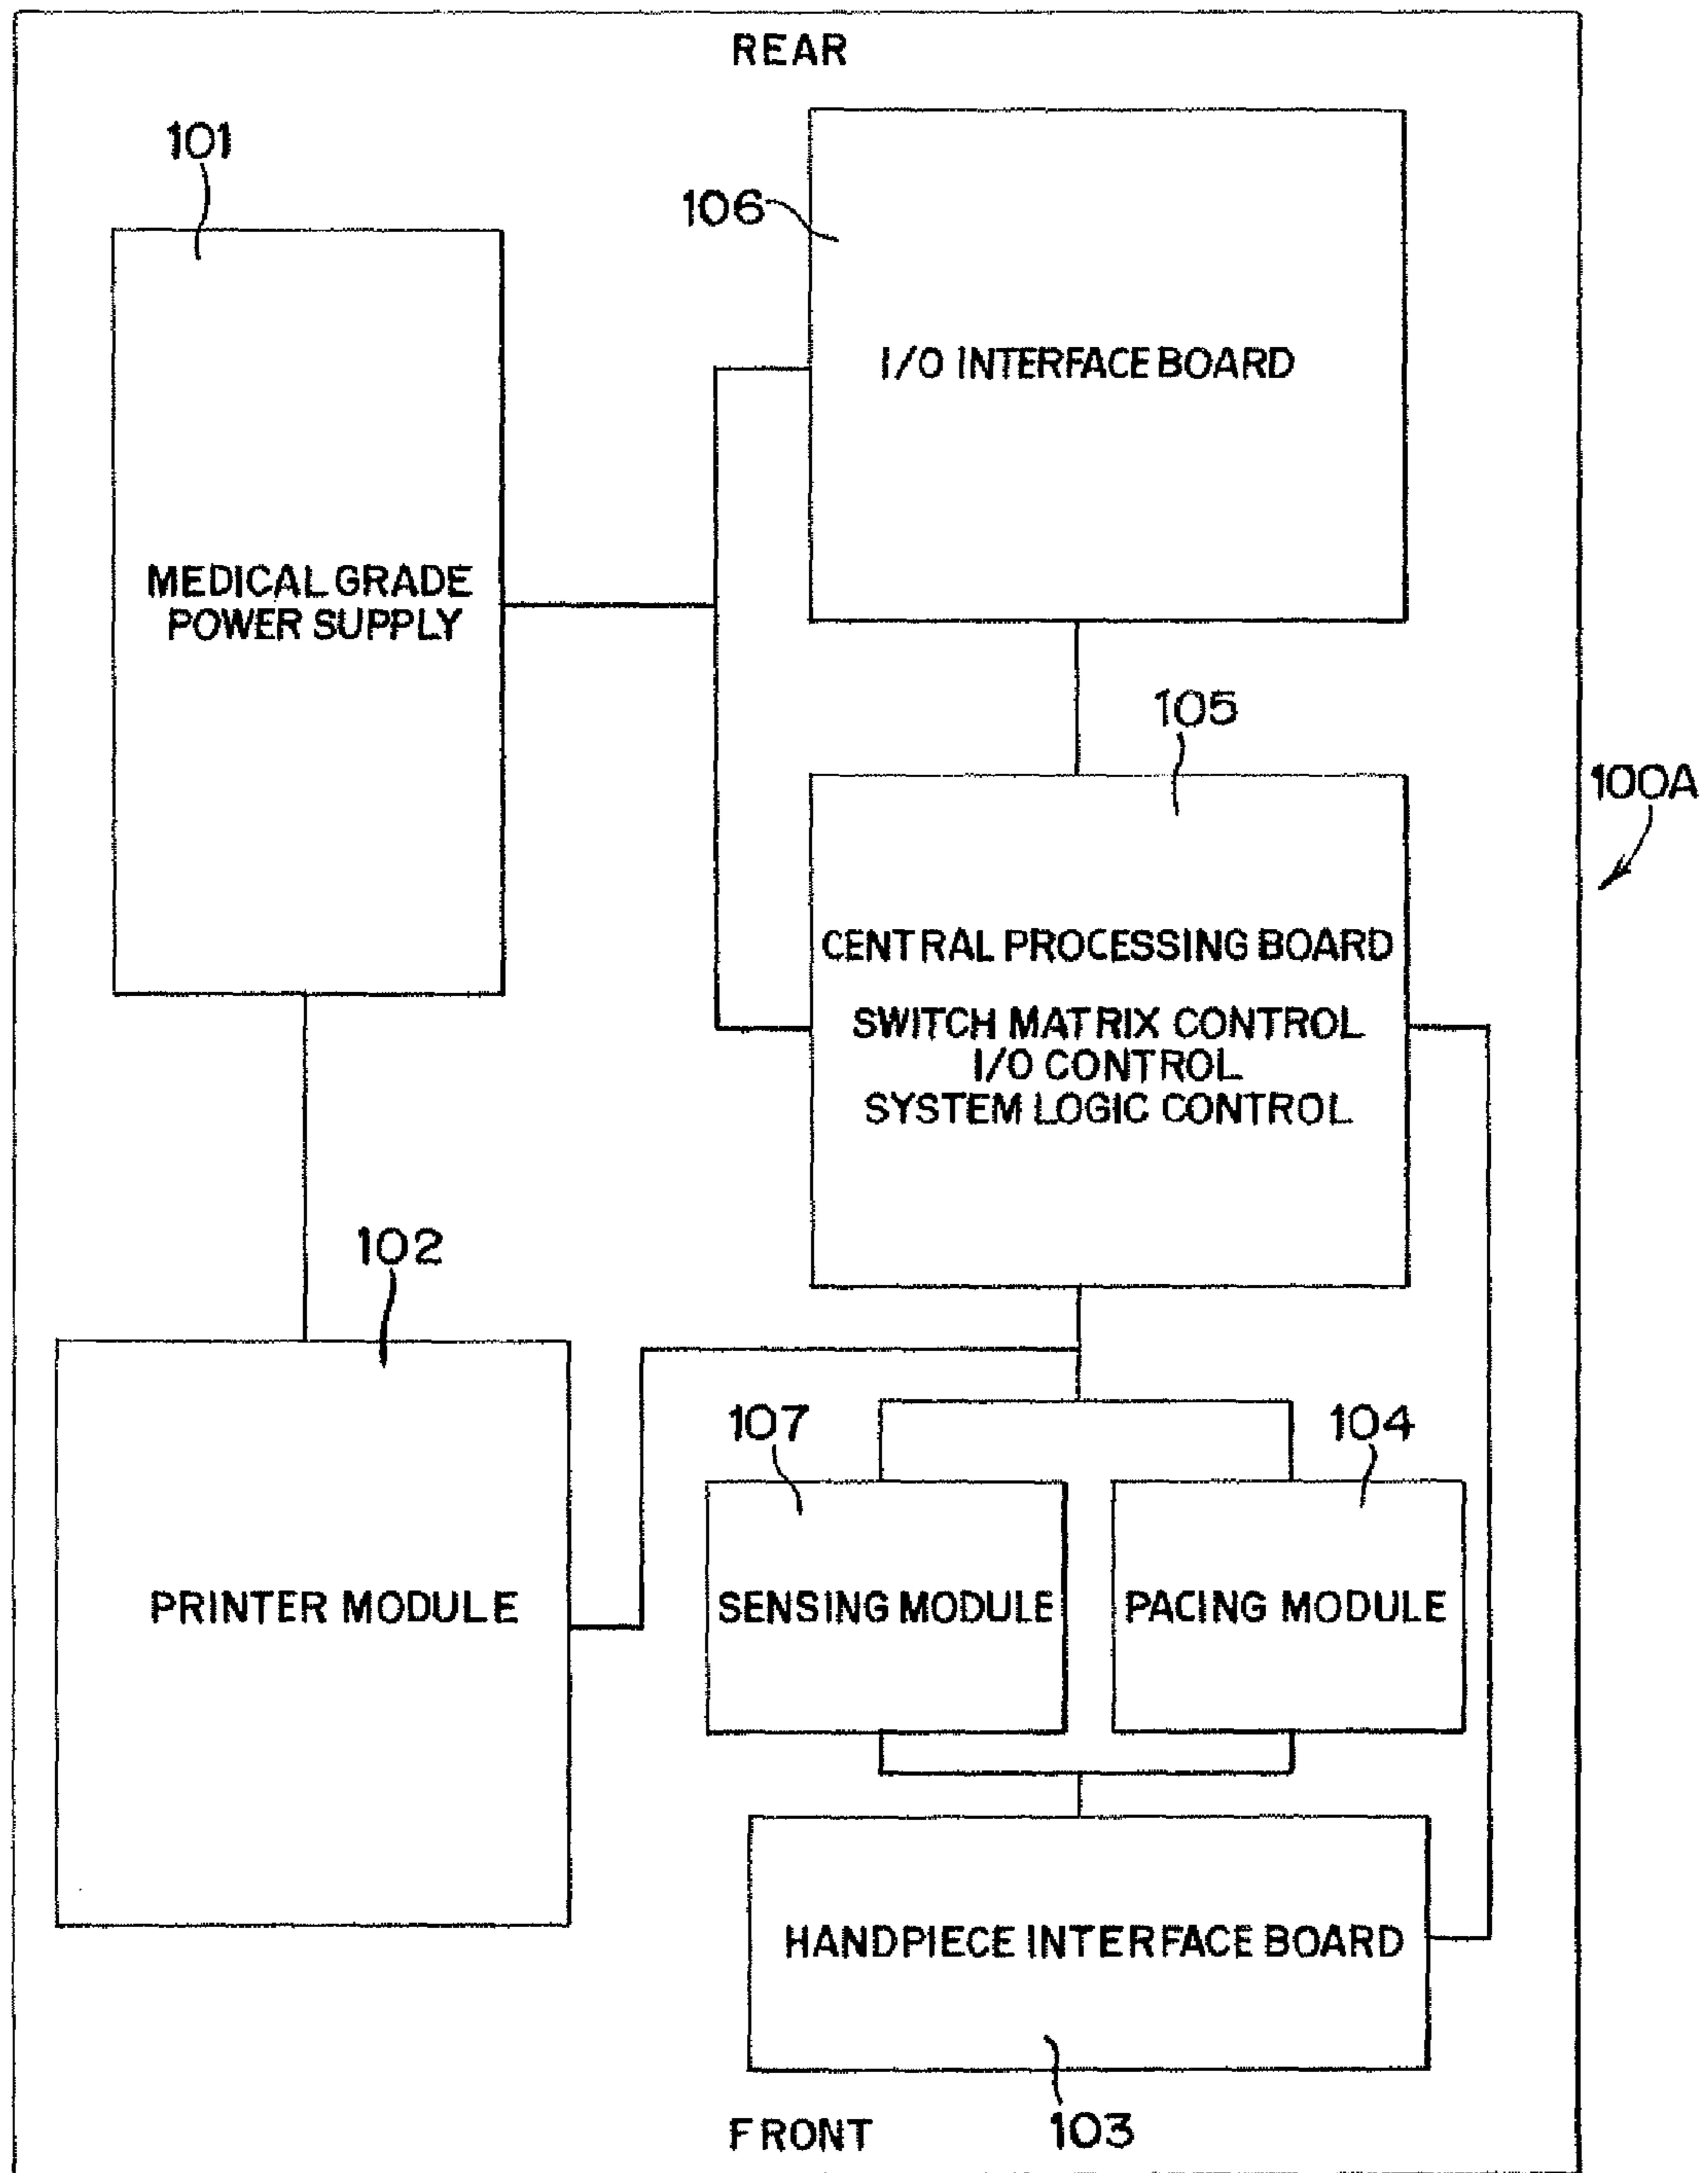 REAR
101
106
I/O INTERFACE BOARD
MEDICAL GRADE
POWER SUPPLY
105
100A
CENTRAL PROCESSING BOARD
SWITCH MATRIX CONTROL
I/O CONTROL
SYSTEM LOGIC CONTROL
102
107
104
PRINTER MODULE
SENSING MODULE
PACING MODULE
HANDPIECE INTERFACE BOARD
FRONT
103